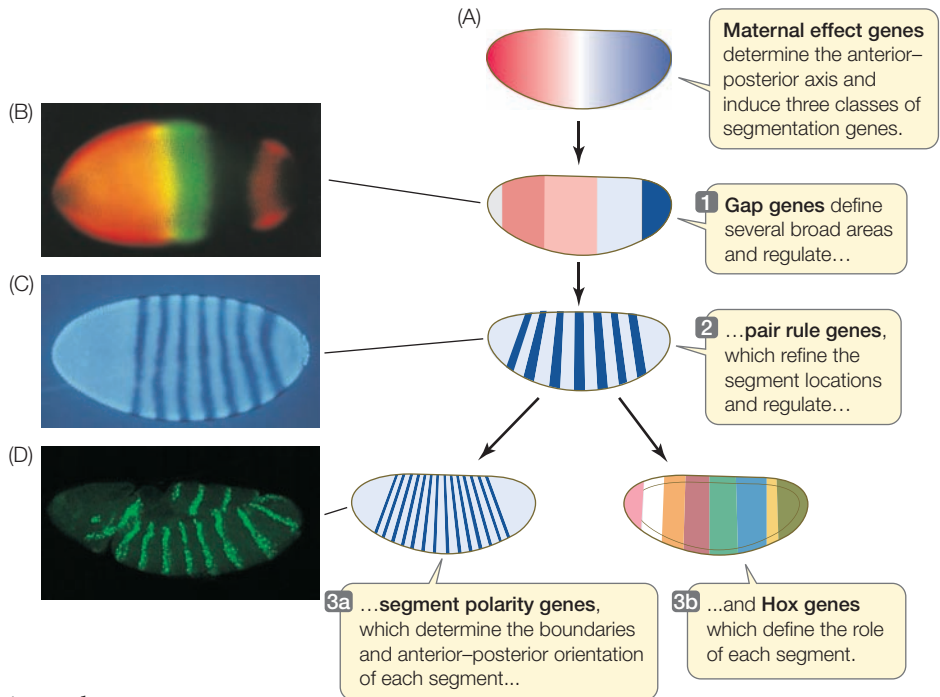 (A)
Maternal effect genes
determine the anterior–
posterior axis and
induce three classes of
segmentation genes.
(B)
1 Gap genes define
several broad areas
and regulate…
(C)
2 …pair rule genes,
which refine the
segment locations
and regulate…
(D)
3a …segment polarity genes,
which determine the boundaries
and anterior–posterior orientation
of each segment...
3b ...and Hox genes
which define the role
of each segment.